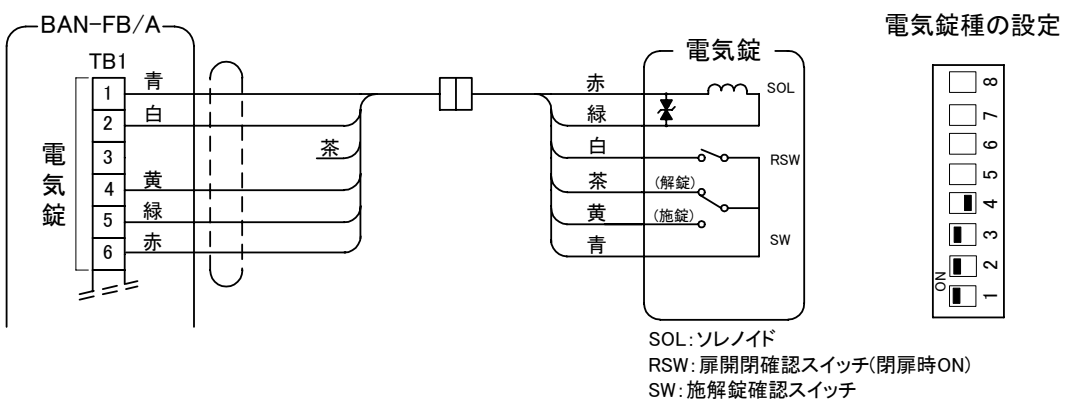 BAN-FB/A
TB1
電気錠
1
2
3
4
5
6
青
白
茶
黄
緑
赤
電気錠
赤
緑
白
茶
黄
青
(解錠)
(施錠)
SOL
RSW
SW
SOL:ソレノイド
RSW:扉開閉確認スイッチ(閉扉時ON)
SW:施解錠確認スイッチ
電気錠種の設定
8
7
6
5
4
3
2
1
ON